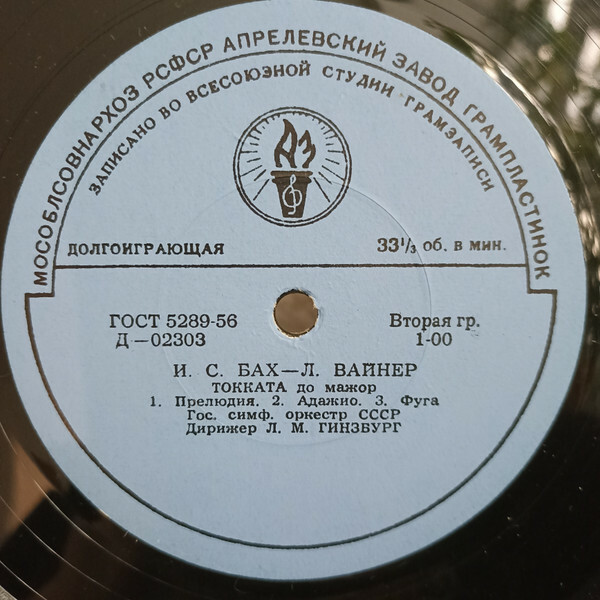 МОСОБЛСОВНАРХОЗ РСФСР АПРЕЛЕВСКИЙ ЗАВОД ГРАМПЛАСТИНОК
ЗАПИСАНО ВО ВСЕСОЮЗНОЙ СТУДИИ ГРАМЗАПИСИ
АЗ
ДОЛГОИГРАЮЩАЯ 33⅓ об. в мин.
ГОСТ 5289-56 Вторая гр.
Д—02303 1-00
И. С. БАХ—Л. ВАЙНЕР
ТОККАТА до мажор
1. Прелюдия. 2. Адажио. 3. Фуга
Гос. симф. оркестр СССР
Дирижер Л. М. ГИНЗБУРГ